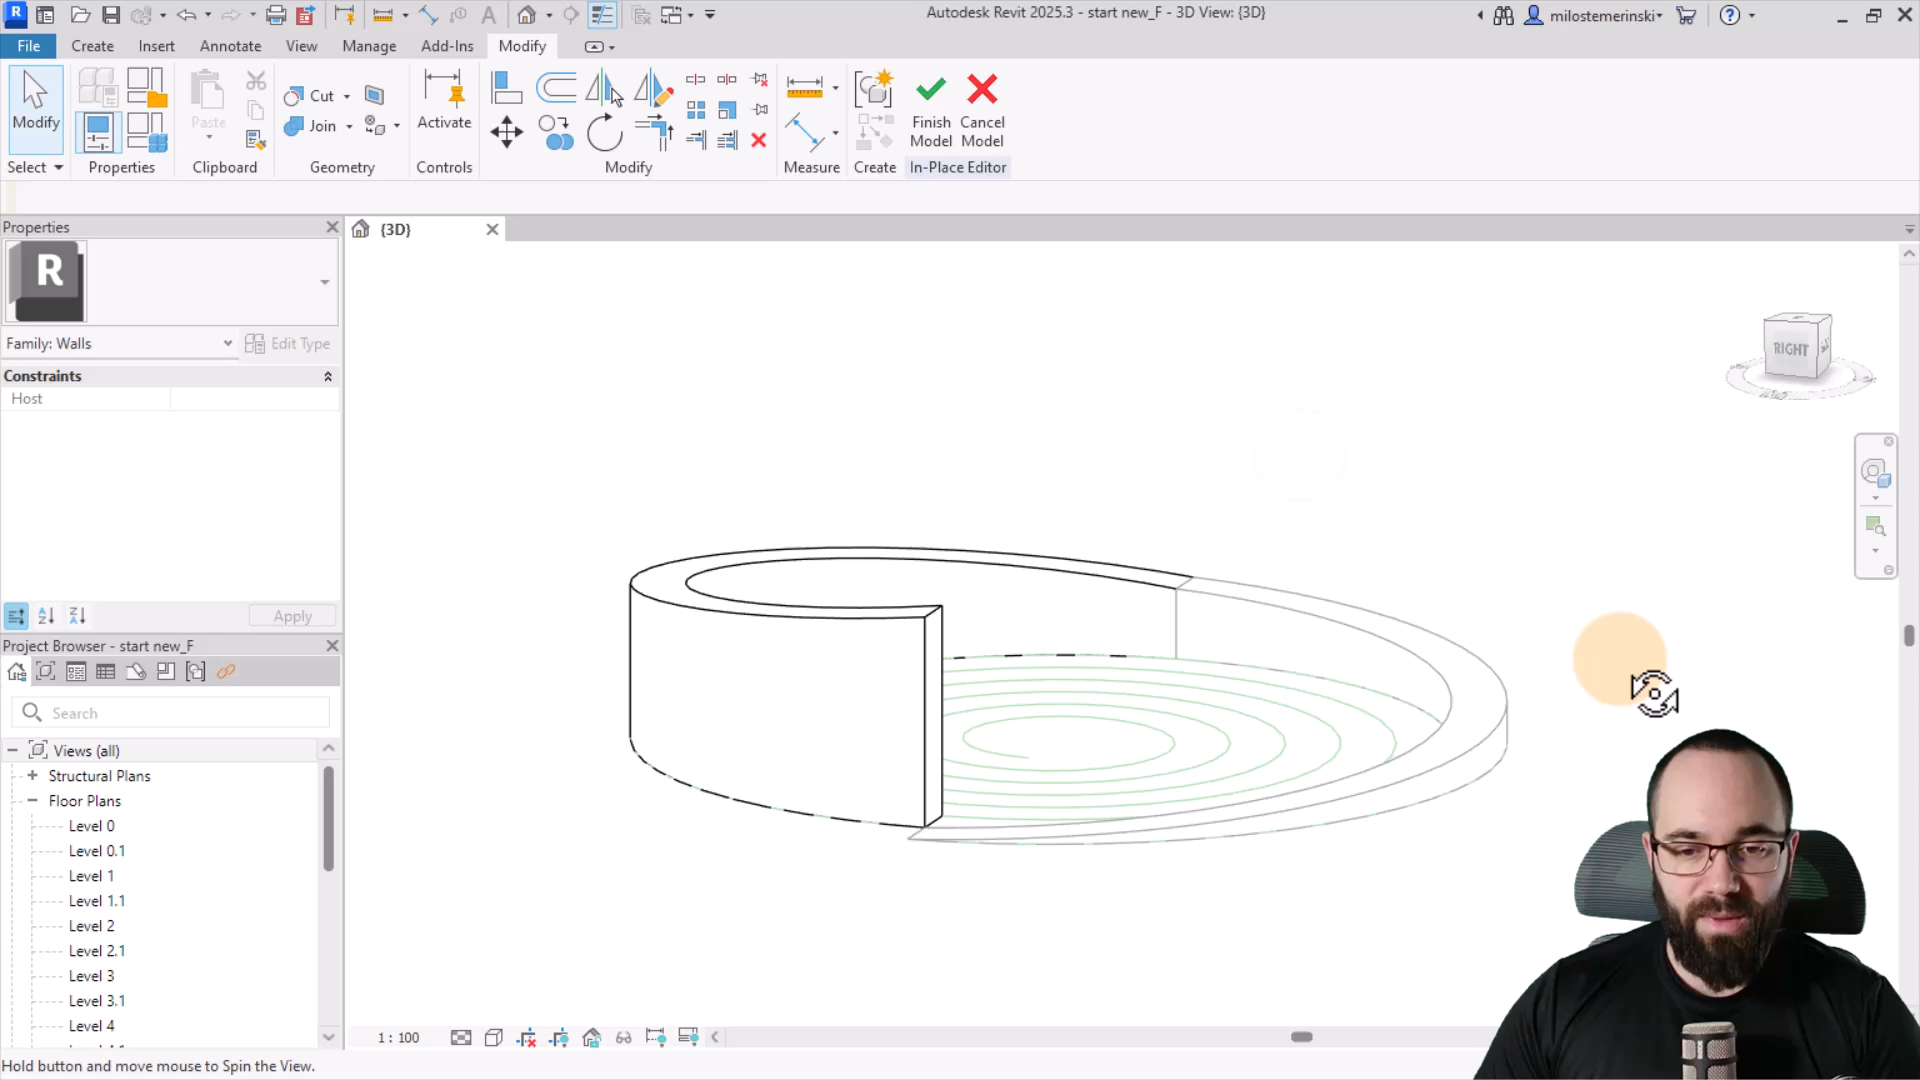 Autodesk Revit 2025.3 - start new_F - 3D View: {3D}
milostemerinski
File
Create
Insert
Annotate
View
Manage
Add-Ins
Modify
Modify
Paste
Cut
Join
Activate
Finish
Model
Cancel
Model
Select
Properties
Clipboard
Geometry
Controls
Modify
Measure
Create
In-Place Editor
Properties
{3D}
R
Family: Walls
Edit Type
Constraints
Host
Apply
Project Browser - start new_F
Search
Views (all)
Structural Plans
Floor Plans
Level 0
Level 0.1
Level 1
Level 1.1
Level 2
Level 2.1
Level 3
Level 3.1
Level 4
RIGHT
1 : 100
Hold button and move mouse to Spin the View.